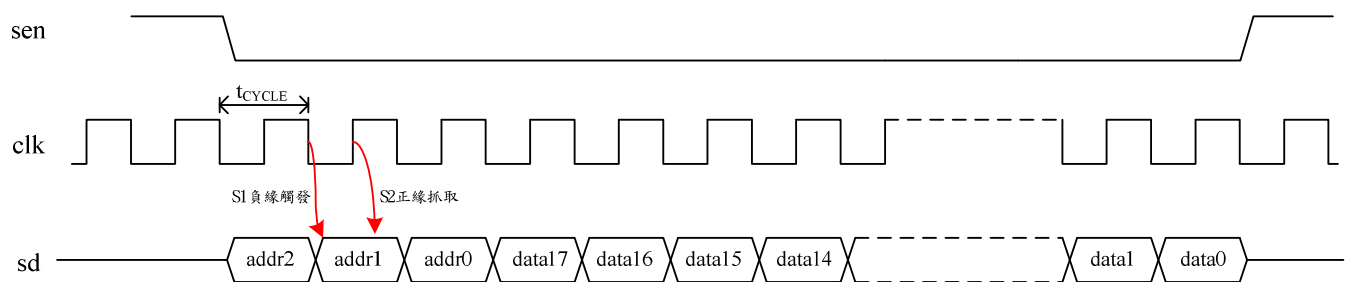 sen
tCYCLE
clk
S1負緣觸發
S2正緣抓取
sd
addr2 addr1 addr0 data17 data16 data15 data14 data1 data0